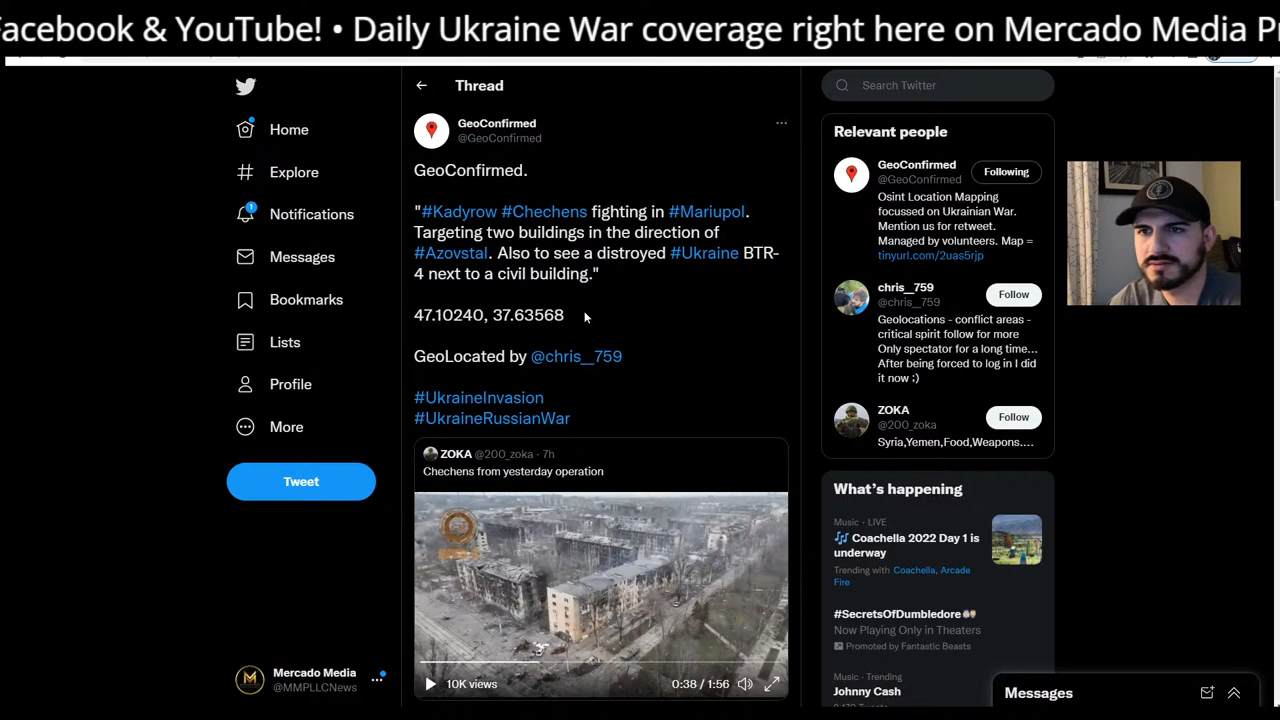 Facebook & YouTube! • Daily Ukraine War coverage right here on Mercado Media Pr
Home
Explore
1
Notifications
Messages
Bookmarks
Lists
Profile
More
Tweet
Mercado Media
@MMPLLCNews
Thread
GeoConfirmed
@GeoConfirmed
GeoConfirmed.
"#Kadyrow #Chechens fighting in #Mariupol.
Targeting two buildings in the direction of
#Azovstal. Also to see a distroyed #Ukraine BTR-
4 next to a civil building."
47.10240, 37.63568
GeoLocated by @chris__759
#UkraineInvasion
#UkraineRussianWar
ZOKA @200_zoka · 7h
Chechens from yesterday operation
10K views
0:38 / 1:56
Search Twitter
Relevant people
GeoConfirmed
@GeoConfirmed
Following
Osint Location Mapping
focussed on Ukrainian War.
Mention us for retweet.
Managed by volunteers. Map =
tinyurl.com/2uas5rjp
chris__759
@chris__759
Follow
Geolocations - conflict areas -
critical spirit follow for more
Only spectator for a long time...
After being forced to log in I did
it now ;)
ZOKA
@200_zoka
Follow
Syria,Yemen,Food,Weapons....
What's happening
Music · LIVE
Coachella 2022 Day 1 is
underway
Trending with Coachella, Arcade
Fire
#SecretsOfDumbledore
Now Playing Only in Theaters
Promoted by Fantastic Beasts
Music · Trending
Johnny Cash
Messages